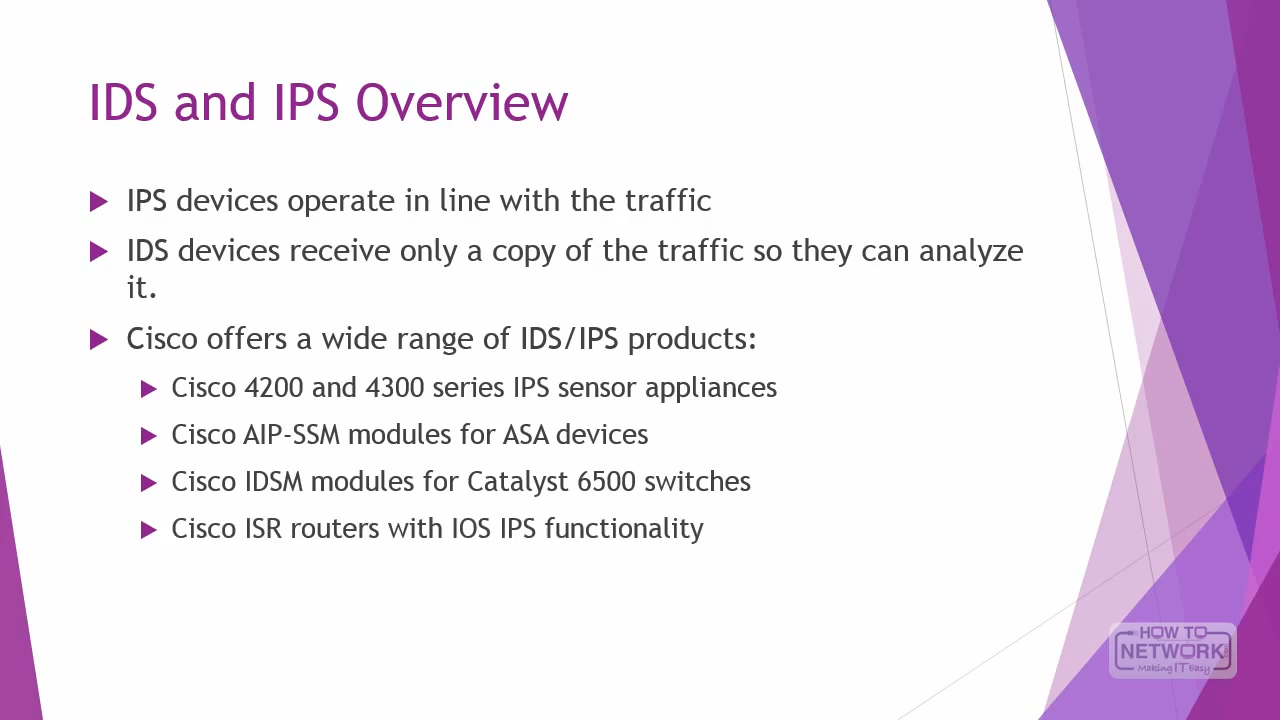 IDS and IPS Overview
IPS devices operate in line with the traffic
IDS devices receive only a copy of the traffic so they can analyze
it.
Cisco offers a wide range of IDS/IPS products:
Cisco 4200 and 4300 series IPS sensor appliances
Cisco AIP-SSM modules for ASA devices
Cisco IDSM modules for Catalyst 6500 switches
Cisco ISR routers with IOS IPS functionality
HOW TO
NETWORK
Making IT Easy